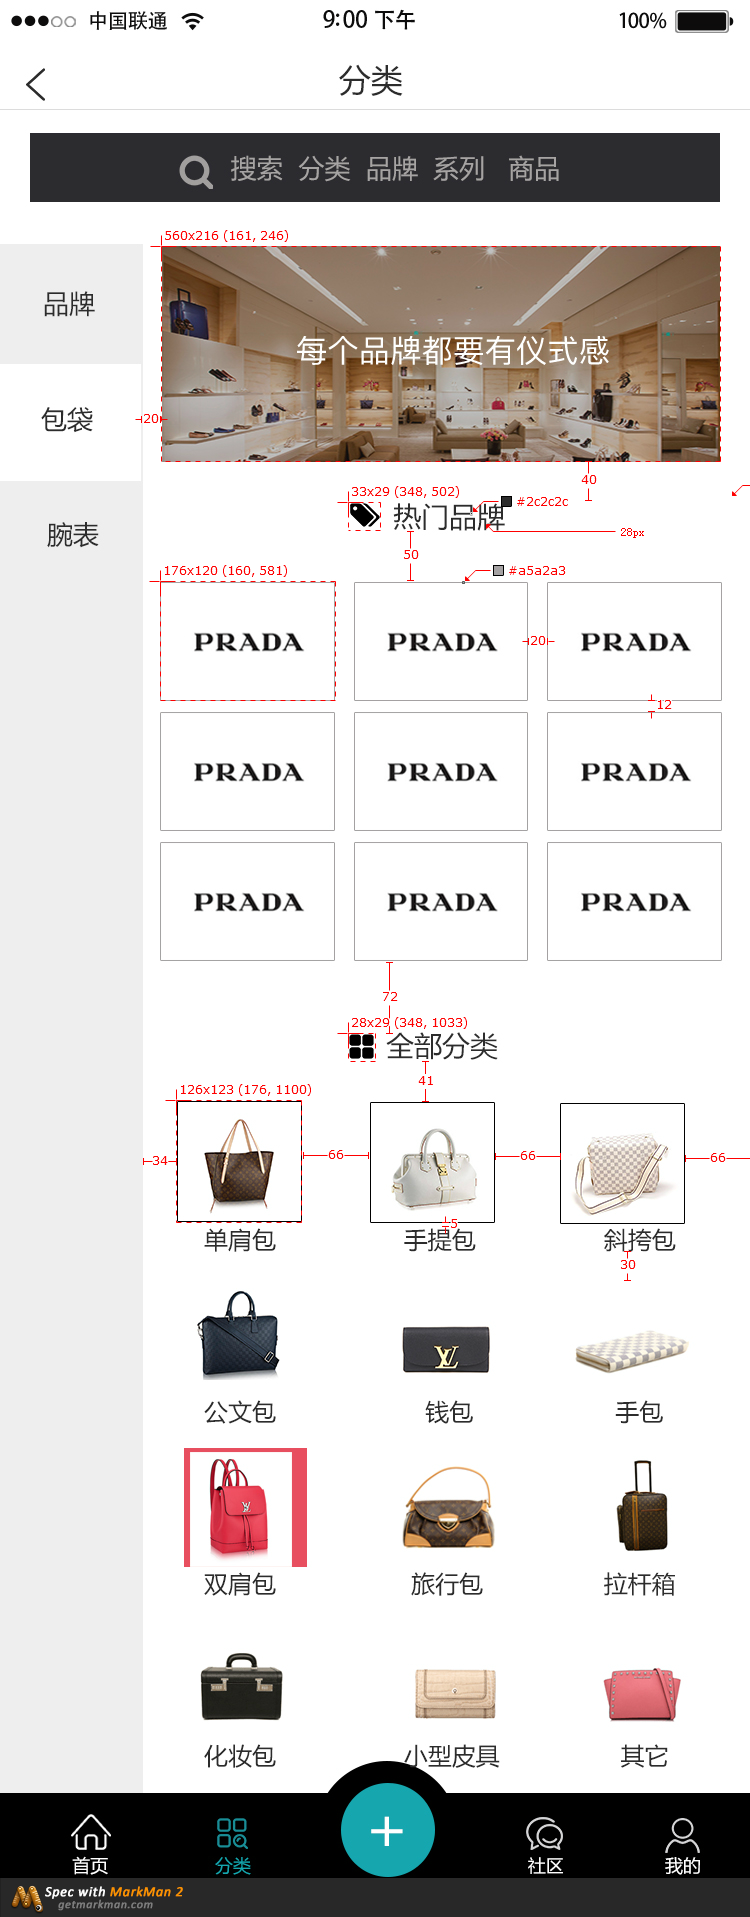 中国联通 9:00 下午 100%
分类
搜索 分类 品牌 系列 商品
560x216 (161, 246)
品牌
每个品牌都要有仪式感
包袋
20
40
33x29 (348, 502)
#2c2c2c
热门品牌
28px
腕表
50
176x120 (160, 581)
#a5a2a3
PRADA PRADA 20 PRADA
12
PRADA PRADA PRADA
PRADA PRADA PRADA
72
28x29 (348, 1033)
全部分类
41
126x123 (176, 1100)
34 66 66 66
5
单肩包 手提包 斜挎包
30
LV
公文包 钱包 手包
LV
双肩包 旅行包 拉杆箱
化妆包 小型皮具 其它
首页 分类 社区 我的
Spec with MarkMan 2
getmarkman.com